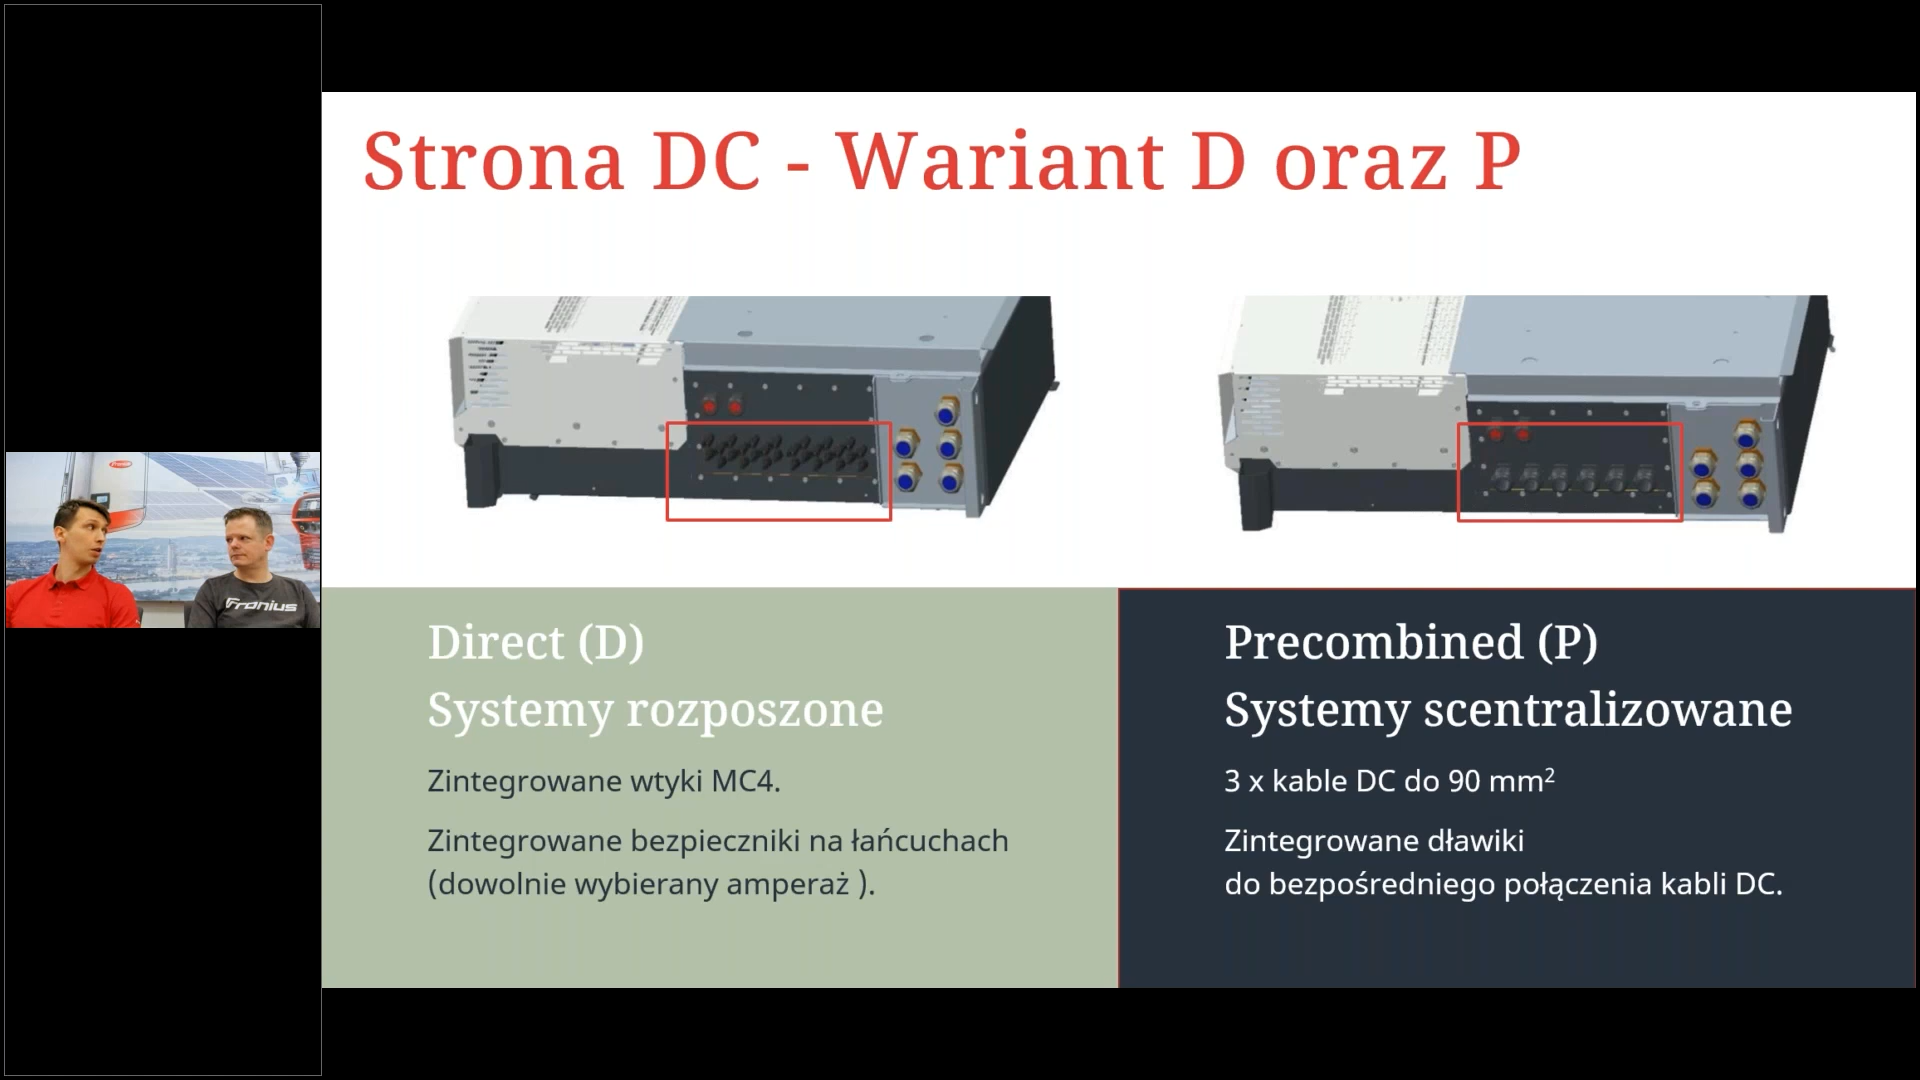 Strona DC - Wariant D oraz P
Fronius
Direct (D)
Systemy rozposzone
Zintegrowane wtyki MC4.
Zintegrowane bezpieczniki na łańcuchach
(dowolnie wybierany amperaż ).
Precombined (P)
Systemy scentralizowane
3 x kable DC do 90 mm²
Zintegrowane dławiki
do bezpośredniego połączenia kabli DC.